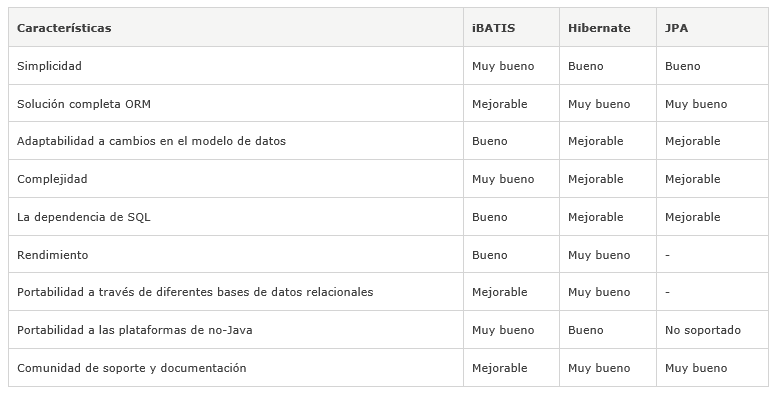 Características iBATIS Hibernate JPA
Simplicidad Muy bueno Bueno Bueno
Solución completa ORM Mejorable Muy bueno Muy bueno
Adaptabilidad a cambios en el modelo de datos Bueno Mejorable Mejorable
Complejidad Muy bueno Mejorable Mejorable
La dependencia de SQL Bueno Mejorable Mejorable
Rendimiento Bueno Muy bueno -
Portabilidad a través de diferentes bases de datos relacionales Mejorable Muy bueno -
Portabilidad a las plataformas de no-Java Muy bueno Bueno No soportado
Comunidad de soporte y documentación Mejorable Muy bueno Muy bueno